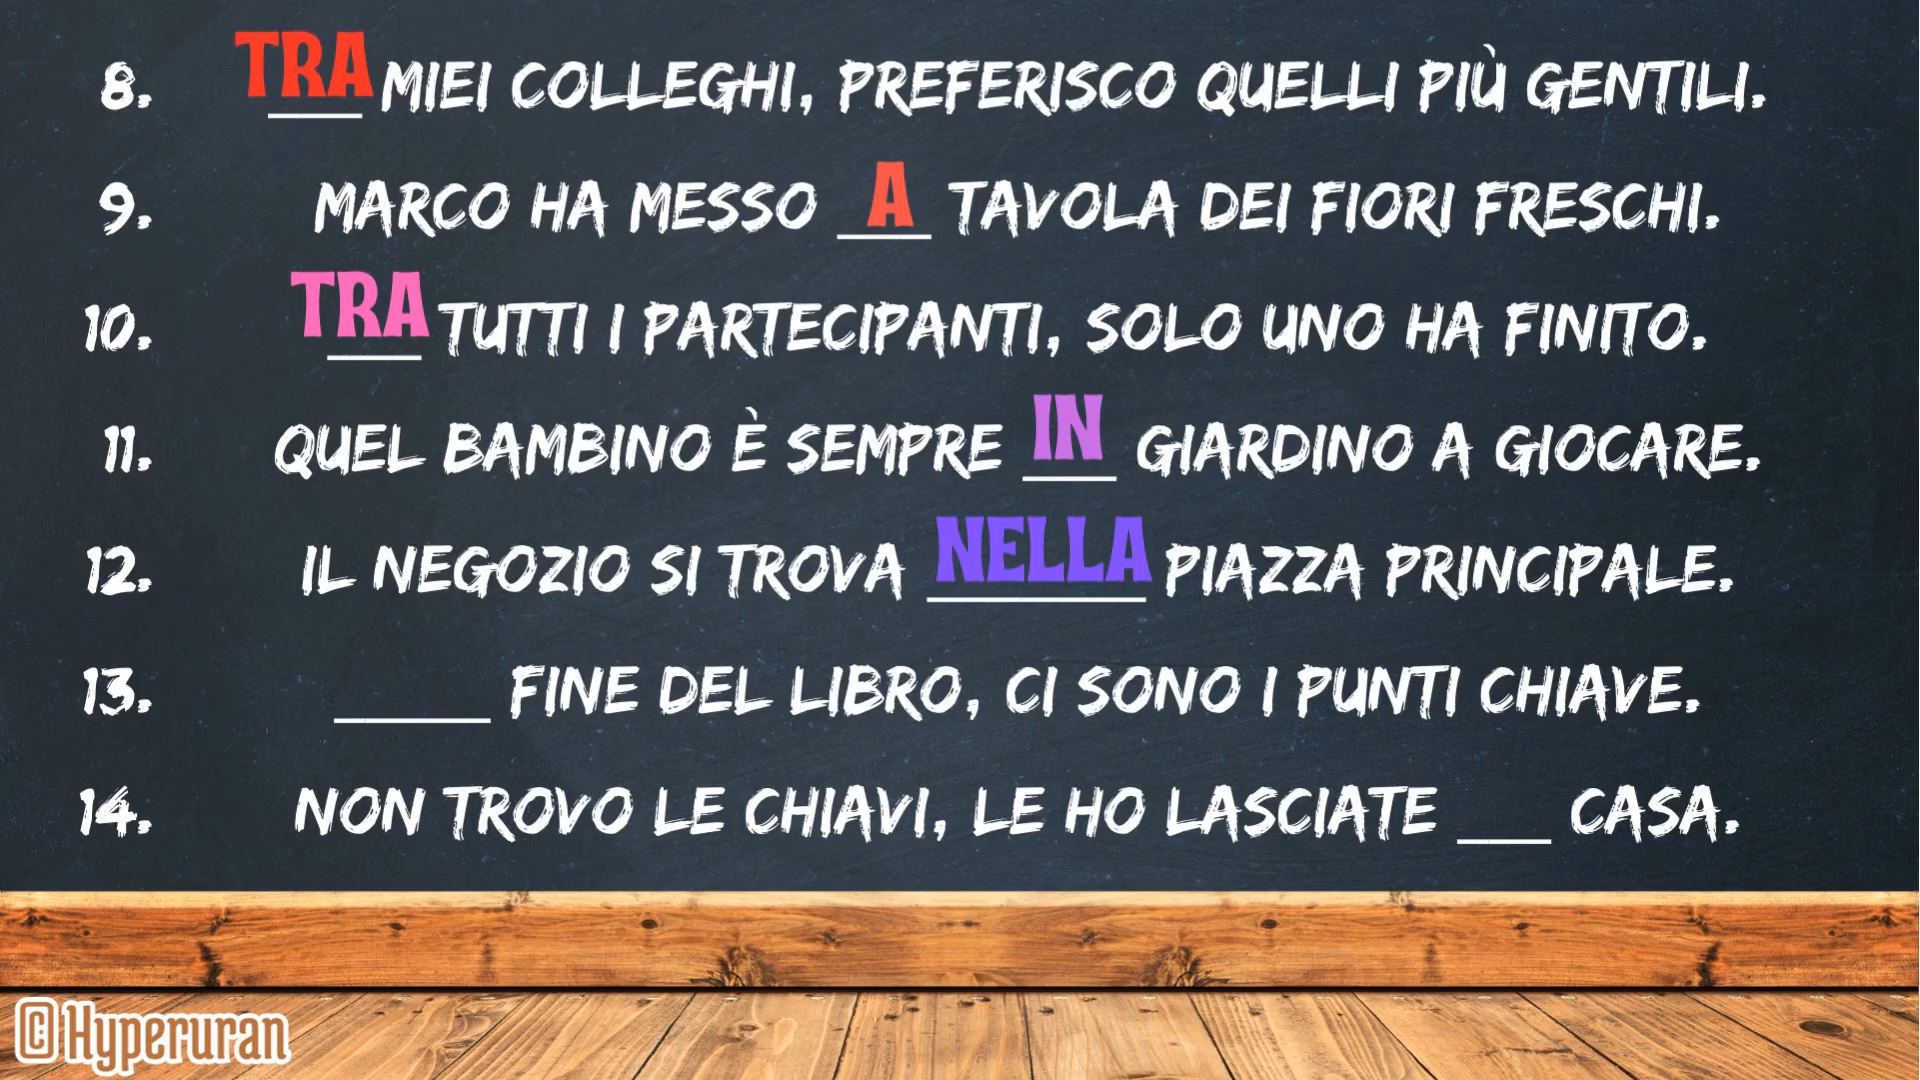 8. TRA MIEI COLLEGHI, PREFERISCO QUELLI PIÙ GENTILI.
9. MARCO HA MESSO A TAVOLA DEI FIORI FRESCHI.
10. TRA TUTTI I PARTECIPANTI, SOLO UNO HA FINITO.
11. QUEL BAMBINO È SEMPRE IN GIARDINO A GIOCARE.
12. IL NEGOZIO SI TROVA NELLA PIAZZA PRINCIPALE.
13. _____ FINE DEL LIBRO, CI SONO I PUNTI CHIAVE.
14. NON TROVO LE CHIAVI, LE HO LASCIATE ___ CASA.
©Hyperuran